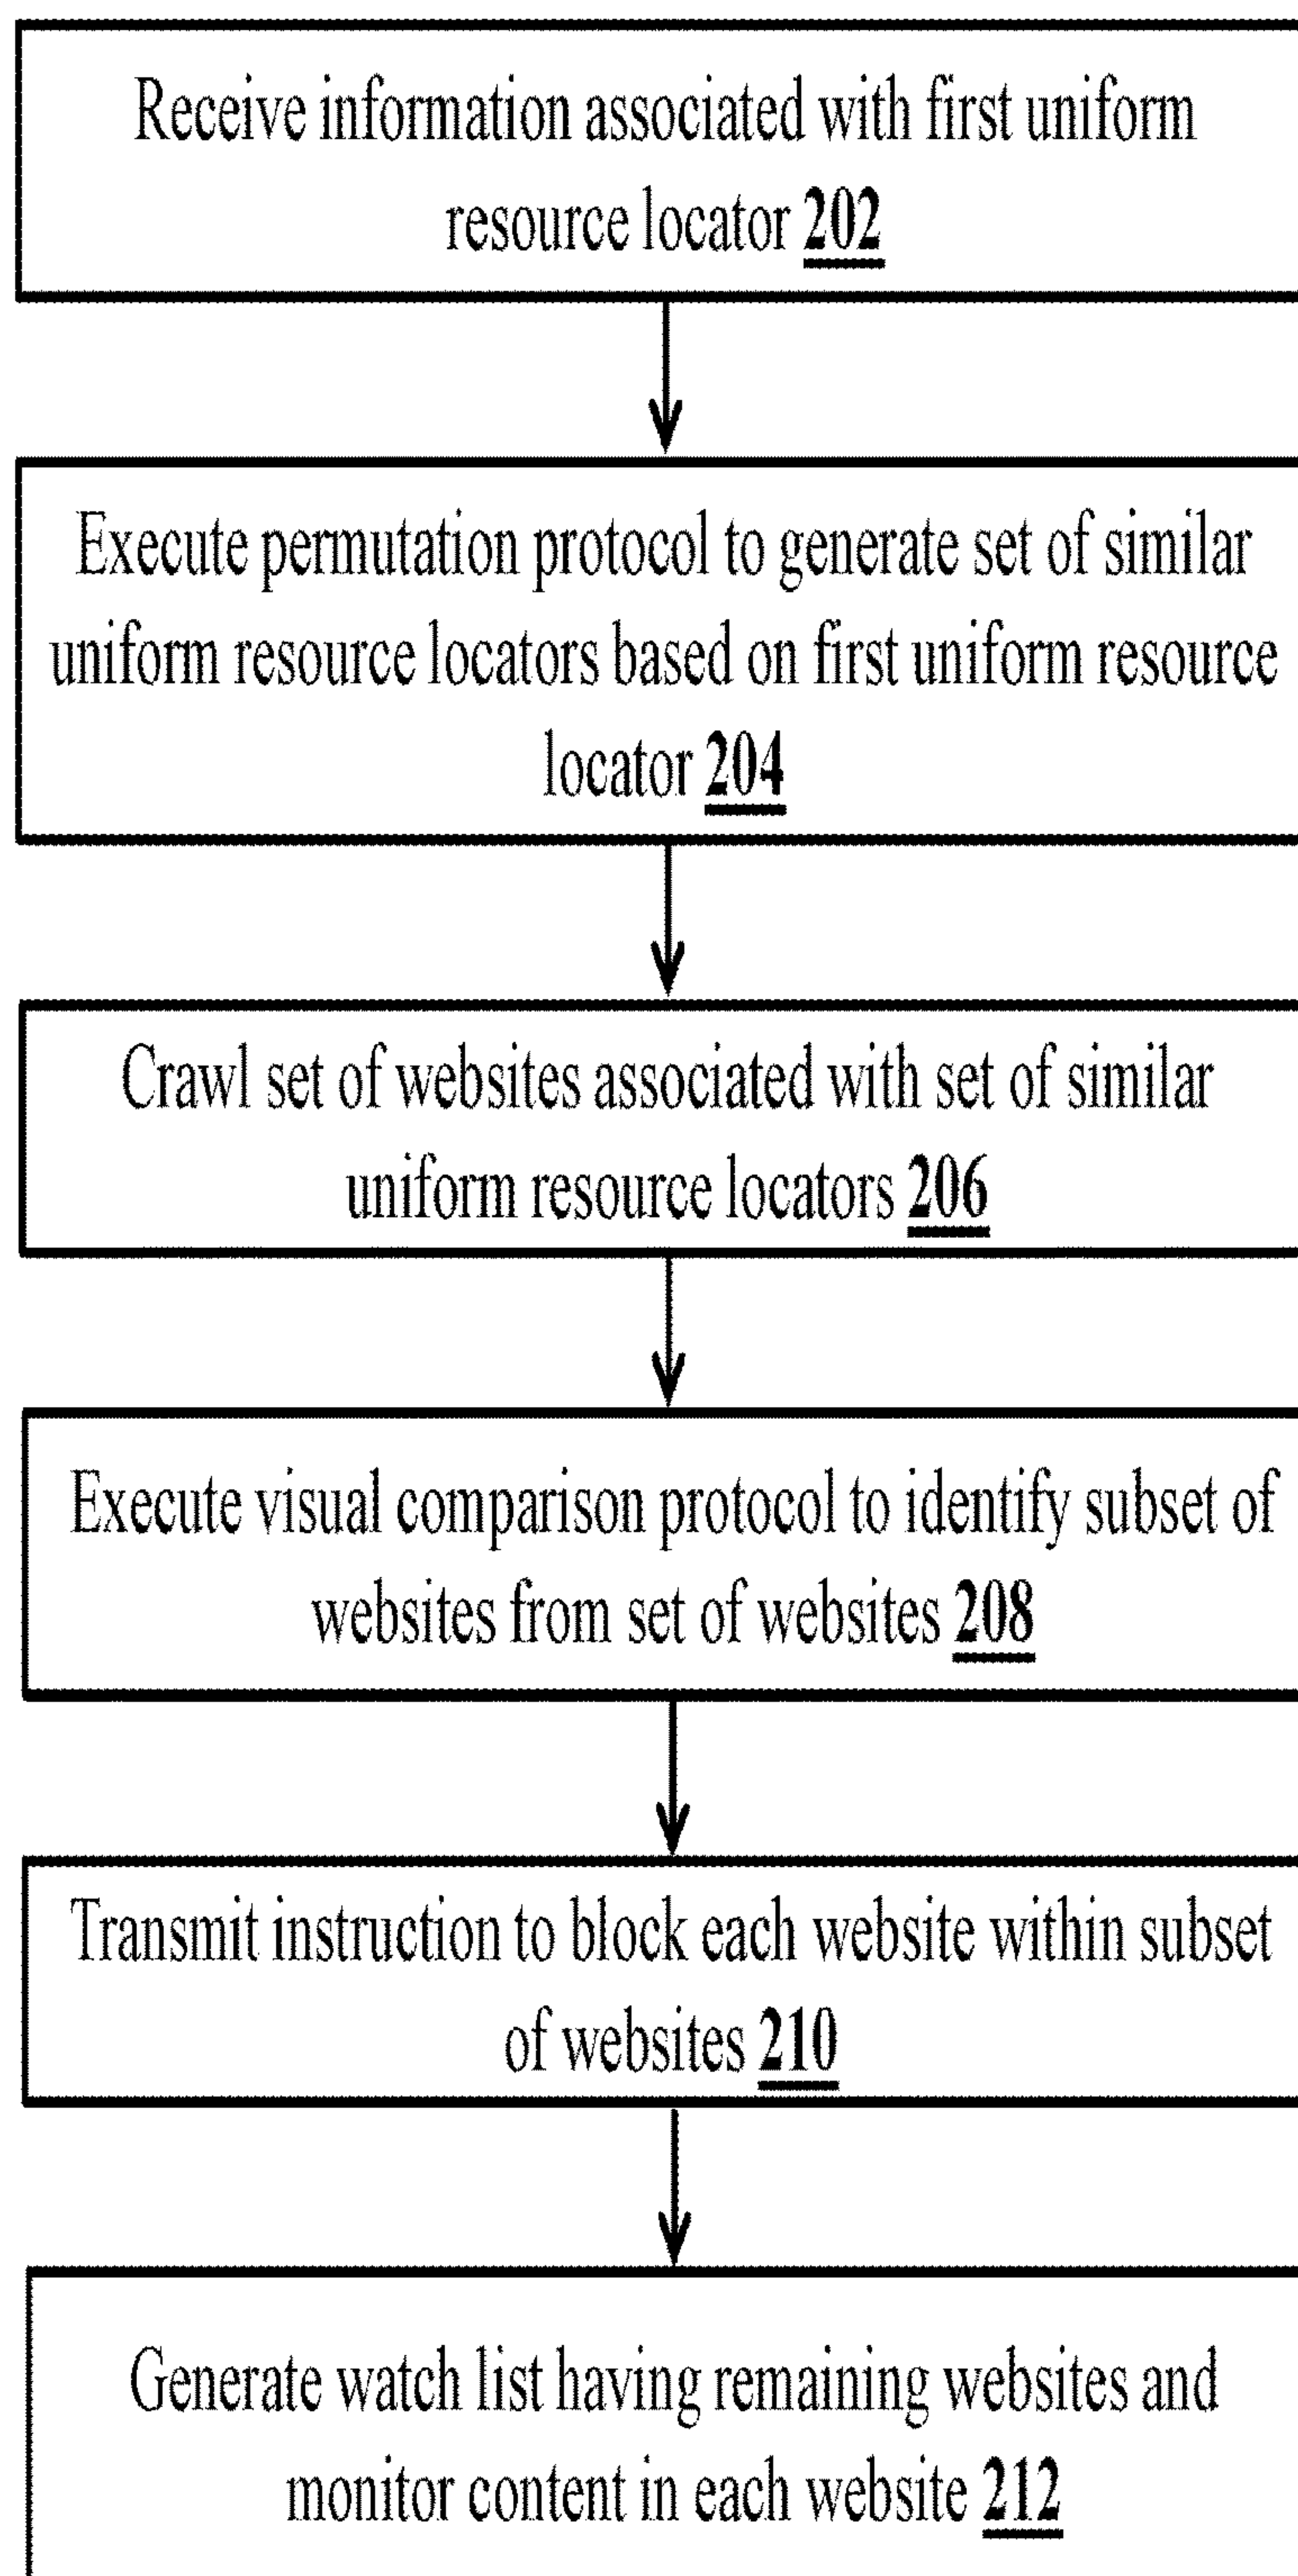 Receive information associated with first uniform
resource locator 202
Execute permutation protocol to generate set of similar
uniform resource locators based on first uniform resource
locator 204
Crawl set of websites associated with set of similar
uniform resource locators 206
Execute visual comparison protocol to identify subset of
websites from set of websites 208
Transmit instruction to block each website within subset
of websites 210
Generate watch list having remaining websites and
monitor content in each website 212